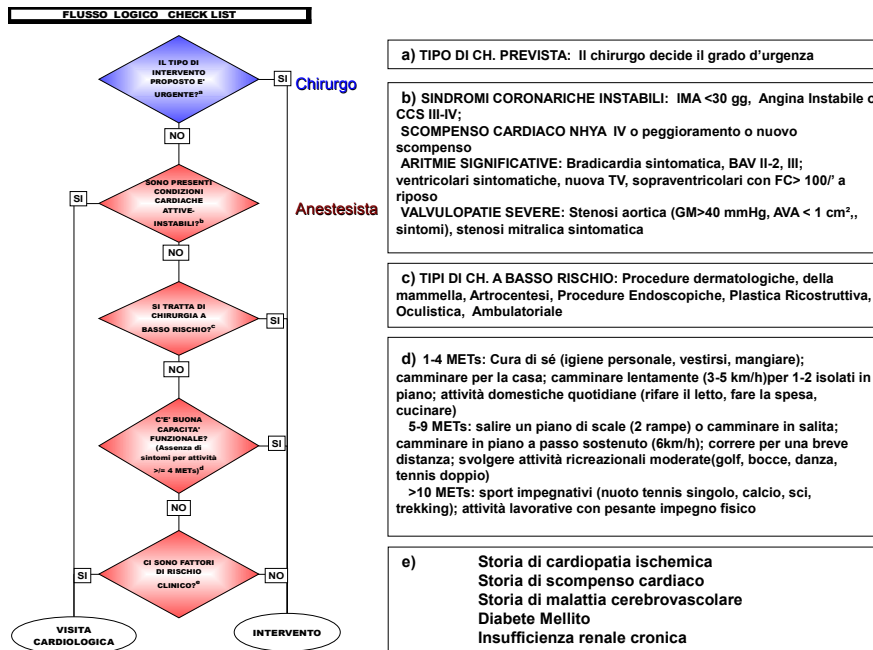 FLUSSO LOGICO CHECK LIST
IL TIPO DI
INTERVENTO
PROPOSTO E'
URGENTE?a
SI
Chirurgo
NO
SONO PRESENTI
CONDIZIONI
CARDIACHE
ATTIVE-
INSTABILI?b
SI
Anestesista
NO
SI TRATTA DI
CHIRURGIA A
BASSO RISCHIO?c
SI
NO
C'E' BUONA
CAPACITA'
FUNZIONALE?
(Assenza di
sintomi per attività
>/= 4 METs)d
SI
NO
CI SONO FATTORI
DI RISCHIO
CLINICO?e
SI
NO
VISITA
CARDIOLOGICA
INTERVENTO
a) TIPO DI CH. PREVISTA: Il chirurgo decide il grado d'urgenza
b) SINDROMI CORONARICHE INSTABILI: IMA <30 gg, Angina Instabile o
CCS III-IV;
SCOMPENSO CARDIACO NHYA IV o peggioramento o nuovo
scompenso
ARITMIE SIGNIFICATIVE: Bradicardia sintomatica, BAV II-2, III;
ventricolari sintomatiche, nuova TV, sopraventricolari con FC> 100/' a
riposo
VALVULOPATIE SEVERE: Stenosi aortica (GM>40 mmHg, AVA < 1 cm²,,
sintomi), stenosi mitralica sintomatica
c) TIPI DI CH. A BASSO RISCHIO: Procedure dermatologiche, della
mammella, Artrocentesi, Procedure Endoscopiche, Plastica Ricostruttiva,
Oculistica, Ambulatoriale
d) 1-4 METs: Cura di sé (igiene personale, vestirsi, mangiare);
camminare per la casa; camminare lentamente (3-5 km/h)per 1-2 isolati in
piano; attività domestiche quotidiane (rifare il letto, fare la spesa,
cucinare)
5-9 METs: salire un piano di scale (2 rampe) o camminare in salita;
camminare in piano a passo sostenuto (6km/h); correre per una breve
distanza; svolgere attività ricreazionali moderate(golf, bocce, danza,
tennis doppio)
>10 METs: sport impegnativi (nuoto tennis singolo, calcio, sci,
trekking); attività lavorative con pesante impegno fisico
e) Storia di cardiopatia ischemica
Storia di scompenso cardiaco
Storia di malattia cerebrovascolare
Diabete Mellito
Insufficienza renale cronica